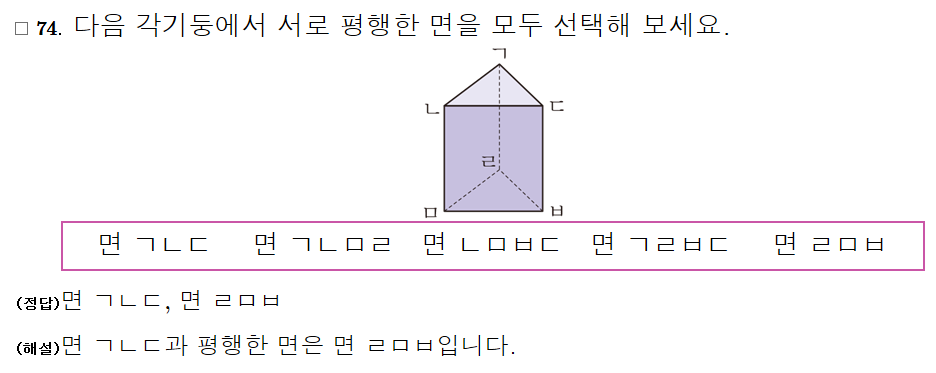 □ 74. 다음 각기둥에서 서로 평행한 면을 모두 선택해 보세요.
ㄱ
ㄴ ㄷ
ㄹ
ㅁ ㅂ
면 ㄱㄴㄷ 면 ㄱㄴㅁㄹ 면 ㄴㅁㅂㄷ 면 ㄱㄹㅂㄷ 면 ㄹㅁㅂ
(정답)면 ㄱㄴㄷ, 면 ㄹㅁㅂ
(해설)면 ㄱㄴㄷ과 평행한 면은 면 ㄹㅁㅂ입니다.